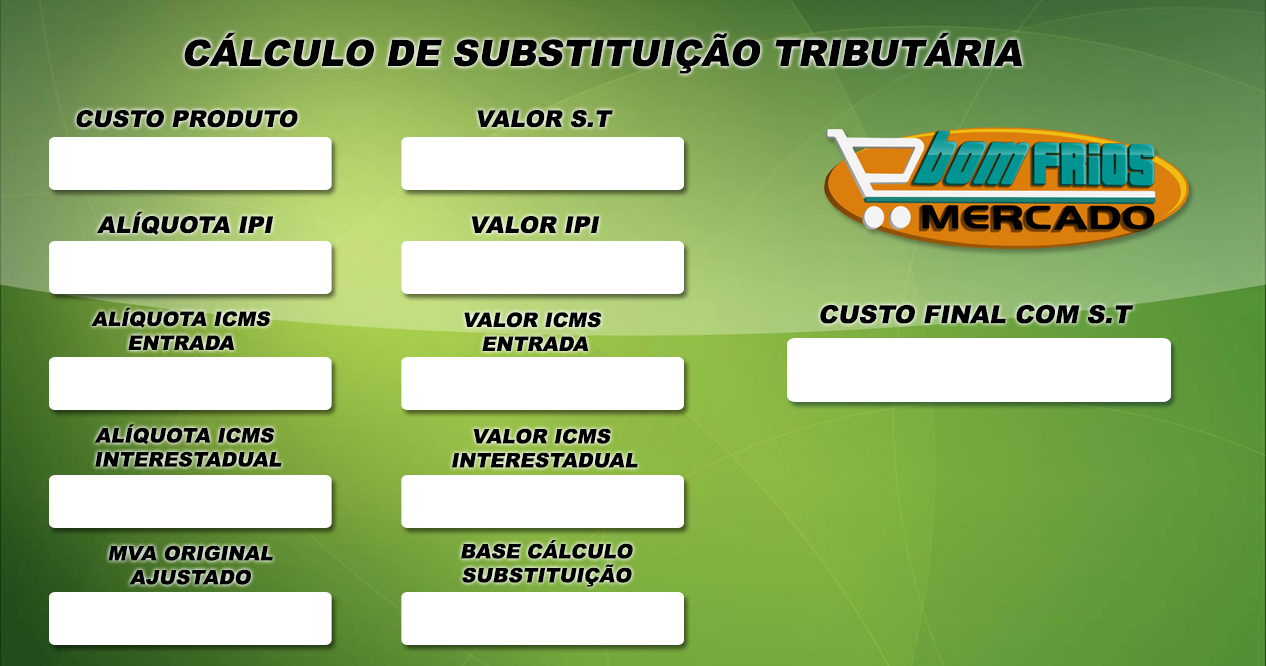 CÁLCULO DE SUBSTITUIÇÃO TRIBUTÁRIA
CUSTO PRODUTO
VALOR S.T
bom FRIOS
MERCADO
ALÍQUOTA IPI
VALOR IPI
ALÍQUOTA ICMS
ENTRADA
VALOR ICMS
ENTRADA
CUSTO FINAL COM S.T
ALÍQUOTA ICMS
INTERESTADUAL
VALOR ICMS
INTERESTADUAL
MVA ORIGINAL
AJUSTADO
BASE CÁLCULO
SUBSTITUIÇÃO